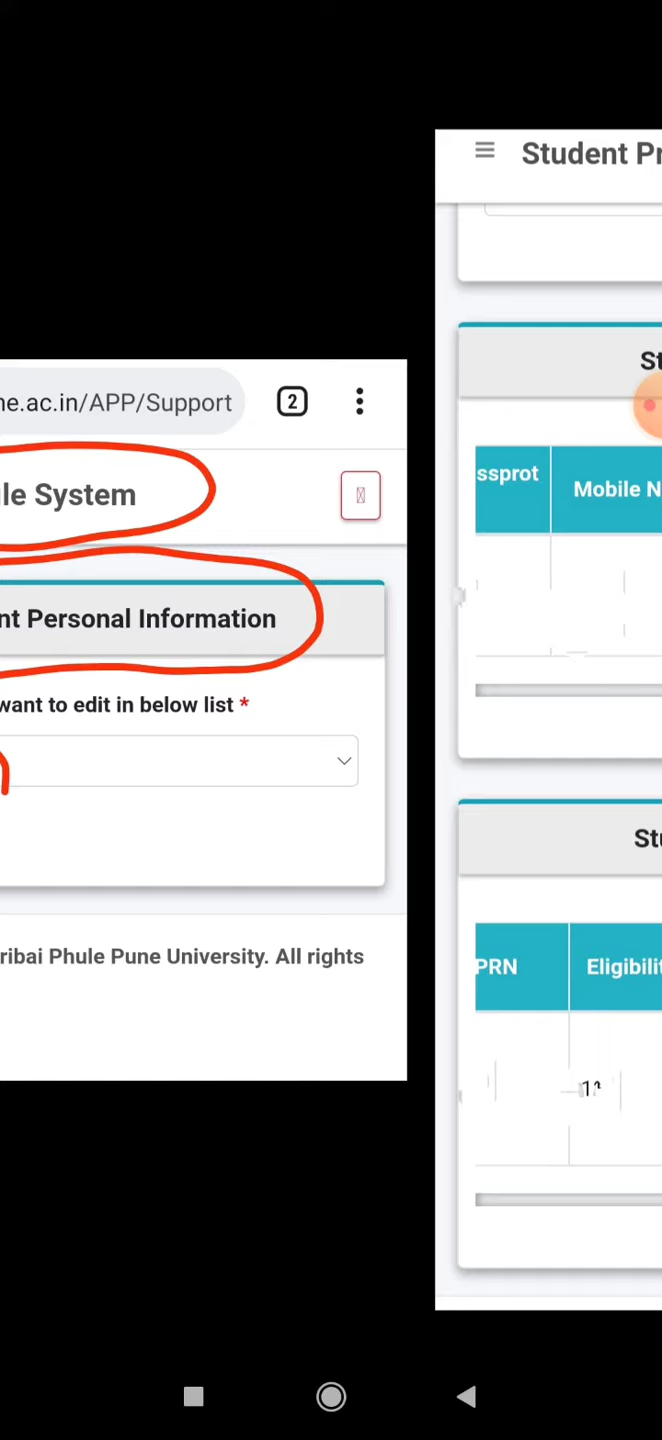 ne.ac.in/APP/Support
2
le System
nt Personal Information
want to edit in below list *
ribai Phule Pune University. All rights
Student Pr
St
ssprot
Mobile N
Stu
PRN
Eligibilit